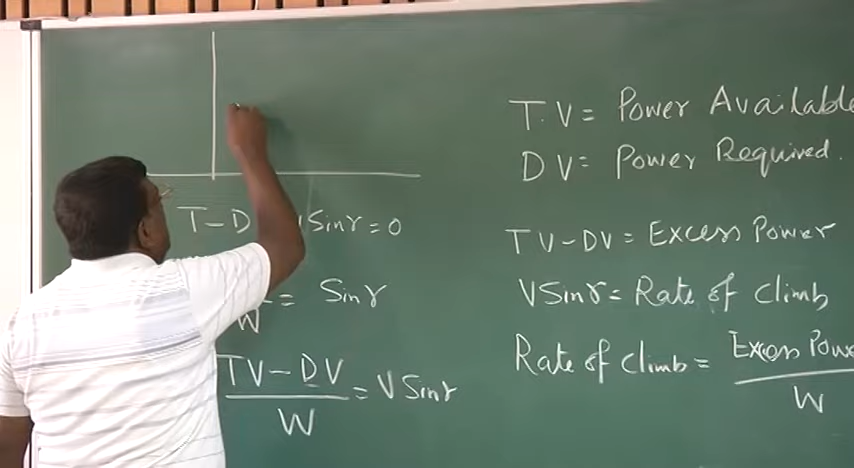 T-D Sinγ = 0
W = Sinγ
TV-DV / W = VSinγ
T.V = Power Available
DV = Power Required.
TV-DV = Excess Power
VSinγ = Rate of Climb
Rate of Climb = Excess Power / W